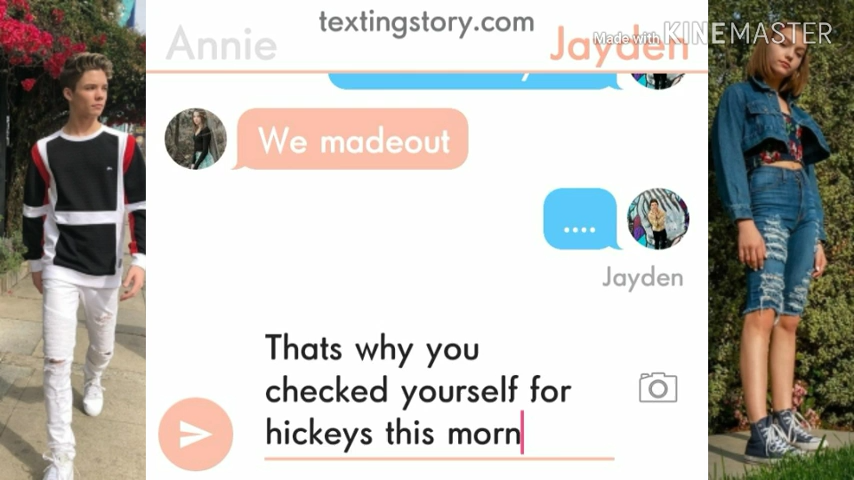 textingstory.com
Annie
Jayden
Made with KINEMASTER
We madeout
....
Jayden
Thats why you
checked yourself for
hickeys this morn